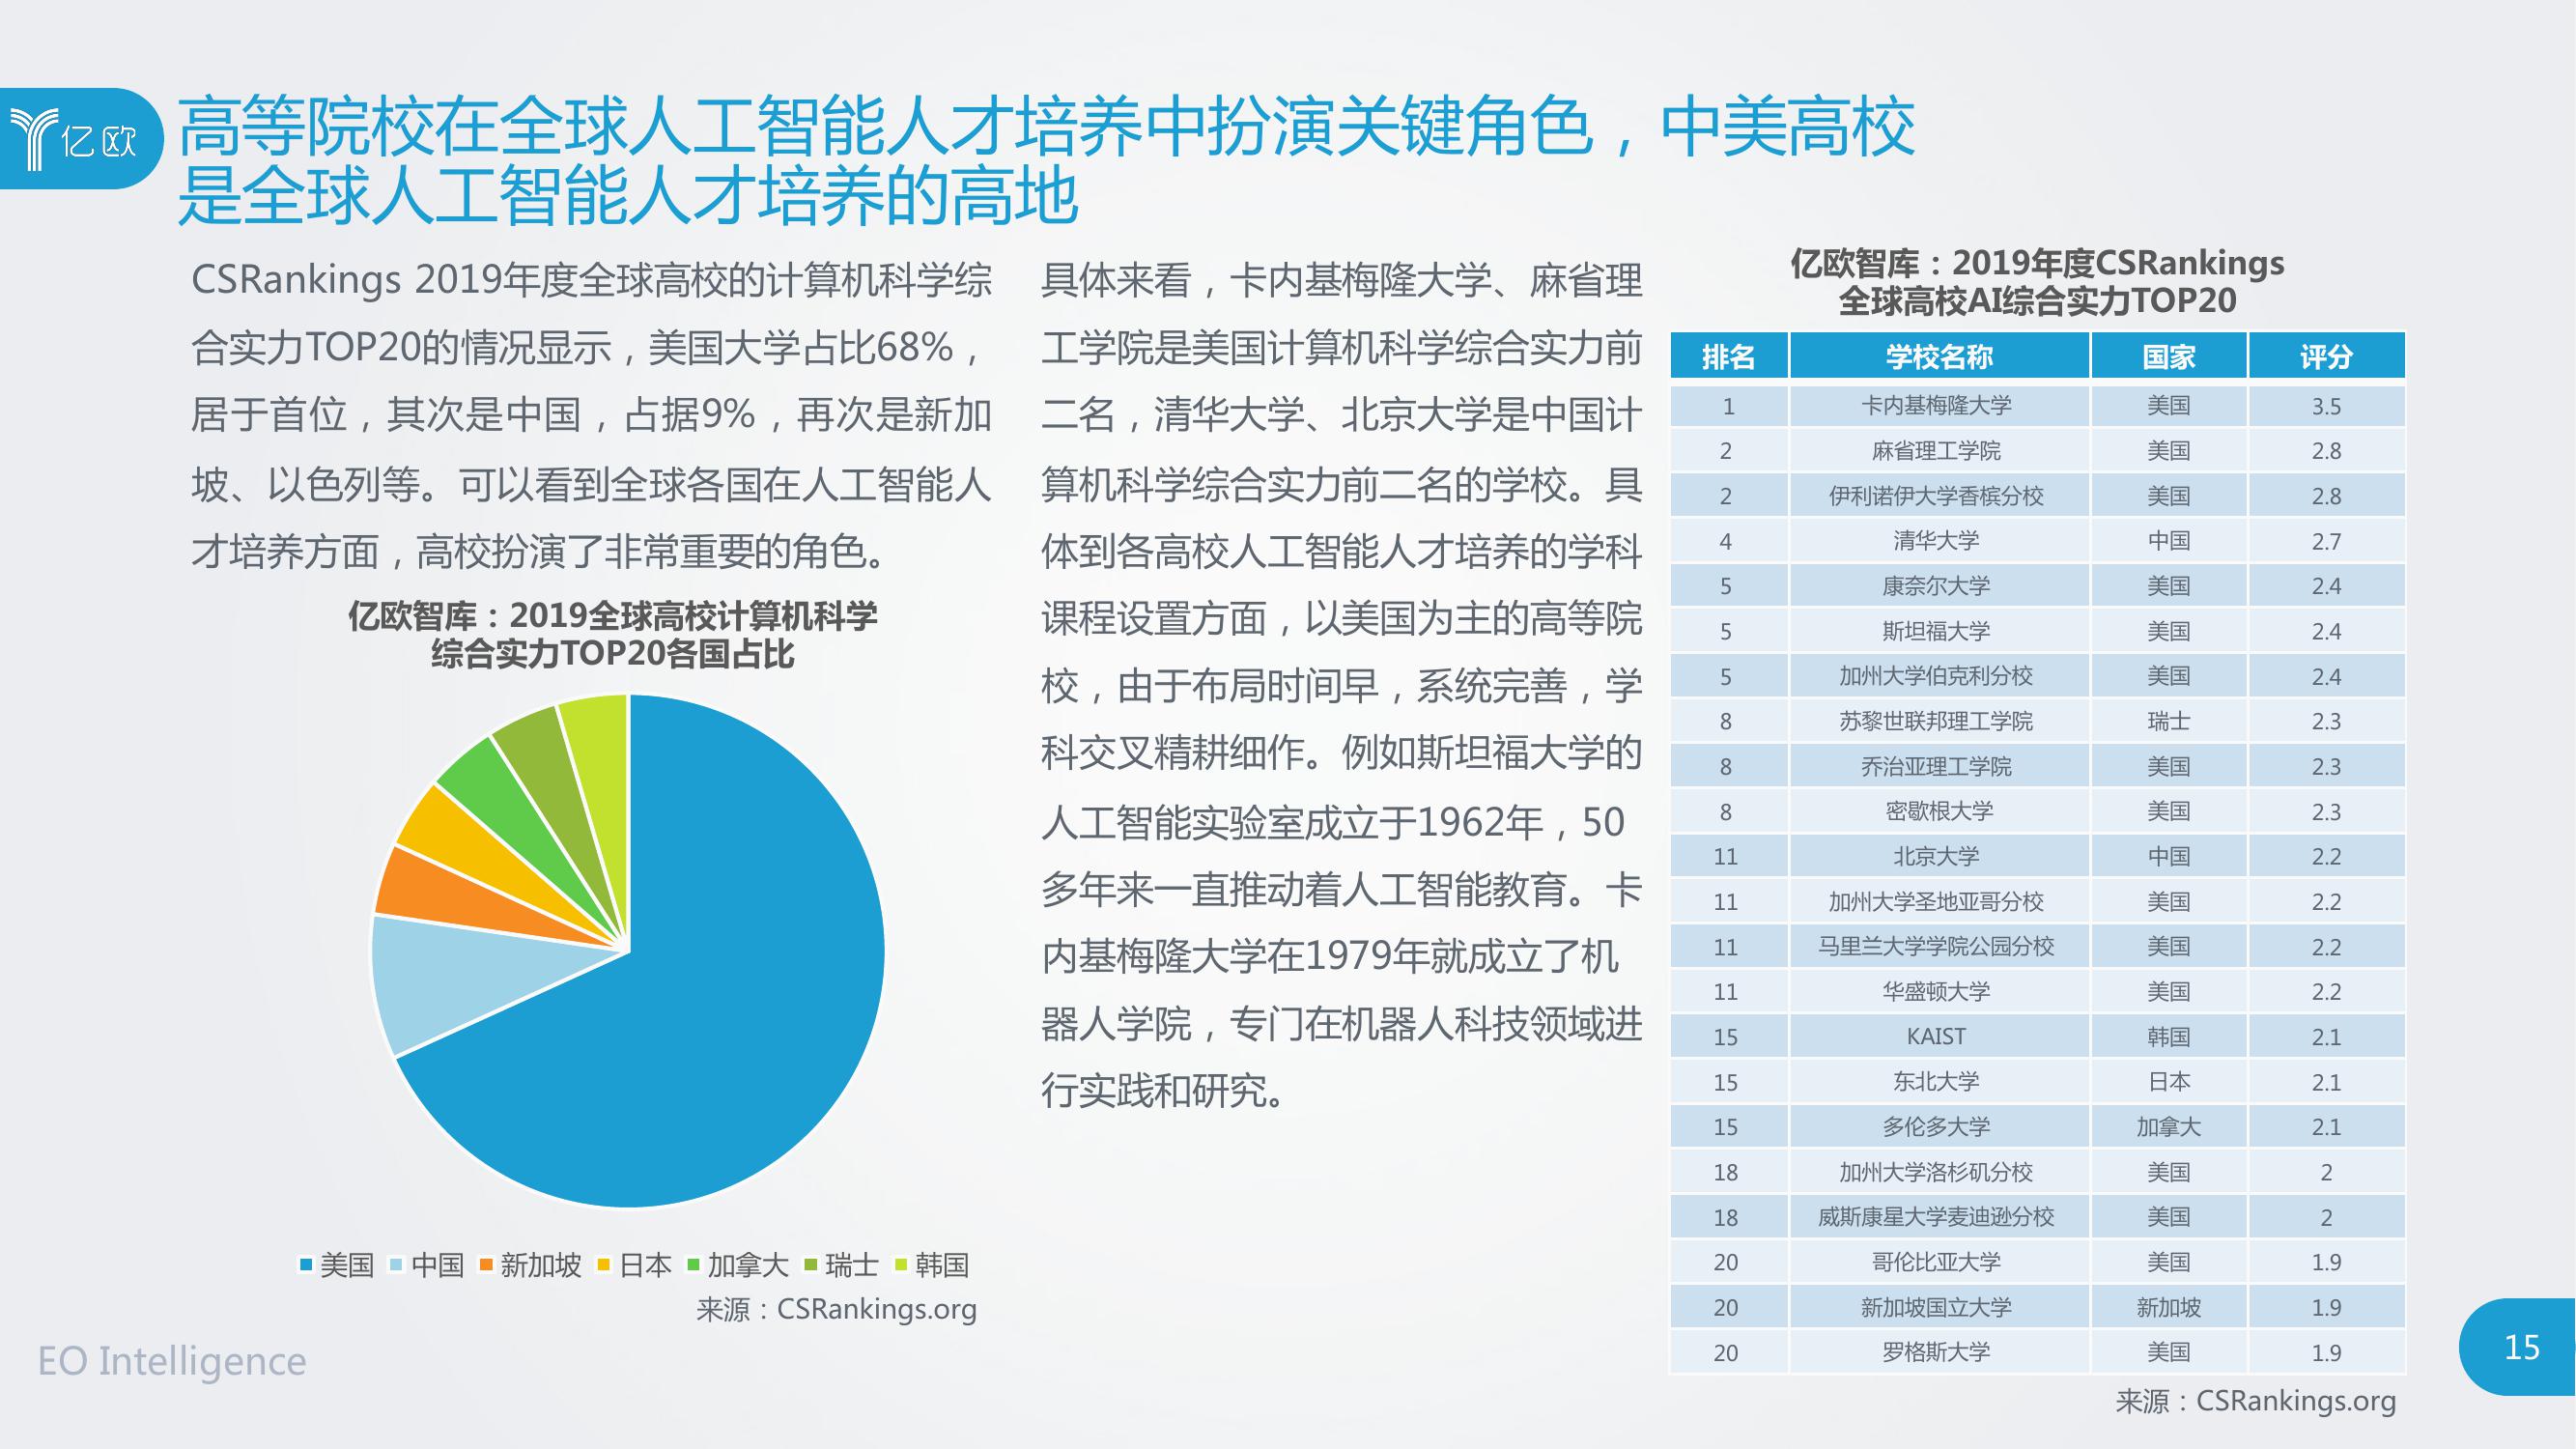 亿欧
高等院校在全球人工智能人才培养中扮演关键角色，中美高校
是全球人工智能人才培养的高地
CSRankings 2019年度全球高校的计算机科学综
合实力TOP20的情况显示，美国大学占比68%，
居于首位，其次是中国，占据9%，再次是新加
坡、以色列等。可以看到全球各国在人工智能人
才培养方面，高校扮演了非常重要的角色。
亿欧智库：2019全球高校计算机科学
综合实力TOP20各国占比
美国 中国 新加坡 日本 加拿大 瑞士 韩国
来源：CSRankings.org
具体来看，卡内基梅隆大学、麻省理
工学院是美国计算机科学综合实力前
二名，清华大学、北京大学是中国计
算机科学综合实力前二名的学校。具
体到各高校人工智能人才培养的学科
课程设置方面，以美国为主的高等院
校，由于布局时间早，系统完善，学
科交叉精耕细作。例如斯坦福大学的
人工智能实验室成立于1962年，50
多年来一直推动着人工智能教育。卡
内基梅隆大学在1979年就成立了机
器人学院，专门在机器人科技领域进
行实践和研究。
亿欧智库：2019年度CSRankings
全球高校AI综合实力TOP20
排名 学校名称 国家 评分
1 卡内基梅隆大学 美国 3.5
2 麻省理工学院 美国 2.8
2 伊利诺伊大学香槟分校 美国 2.8
4 清华大学 中国 2.7
5 康奈尔大学 美国 2.4
5 斯坦福大学 美国 2.4
5 加州大学伯克利分校 美国 2.4
8 苏黎世联邦理工学院 瑞士 2.3
8 乔治亚理工学院 美国 2.3
8 密歇根大学 美国 2.3
11 北京大学 中国 2.2
11 加州大学圣地亚哥分校 美国 2.2
11 马里兰大学学院公园分校 美国 2.2
11 华盛顿大学 美国 2.2
15 KAIST 韩国 2.1
15 东北大学 日本 2.1
15 多伦多大学 加拿大 2.1
18 加州大学洛杉矶分校 美国 2
18 威斯康星大学麦迪逊分校 美国 2
20 哥伦比亚大学 美国 1.9
20 新加坡国立大学 新加坡 1.9
20 罗格斯大学 美国 1.9
来源：CSRankings.org
EO Intelligence
15